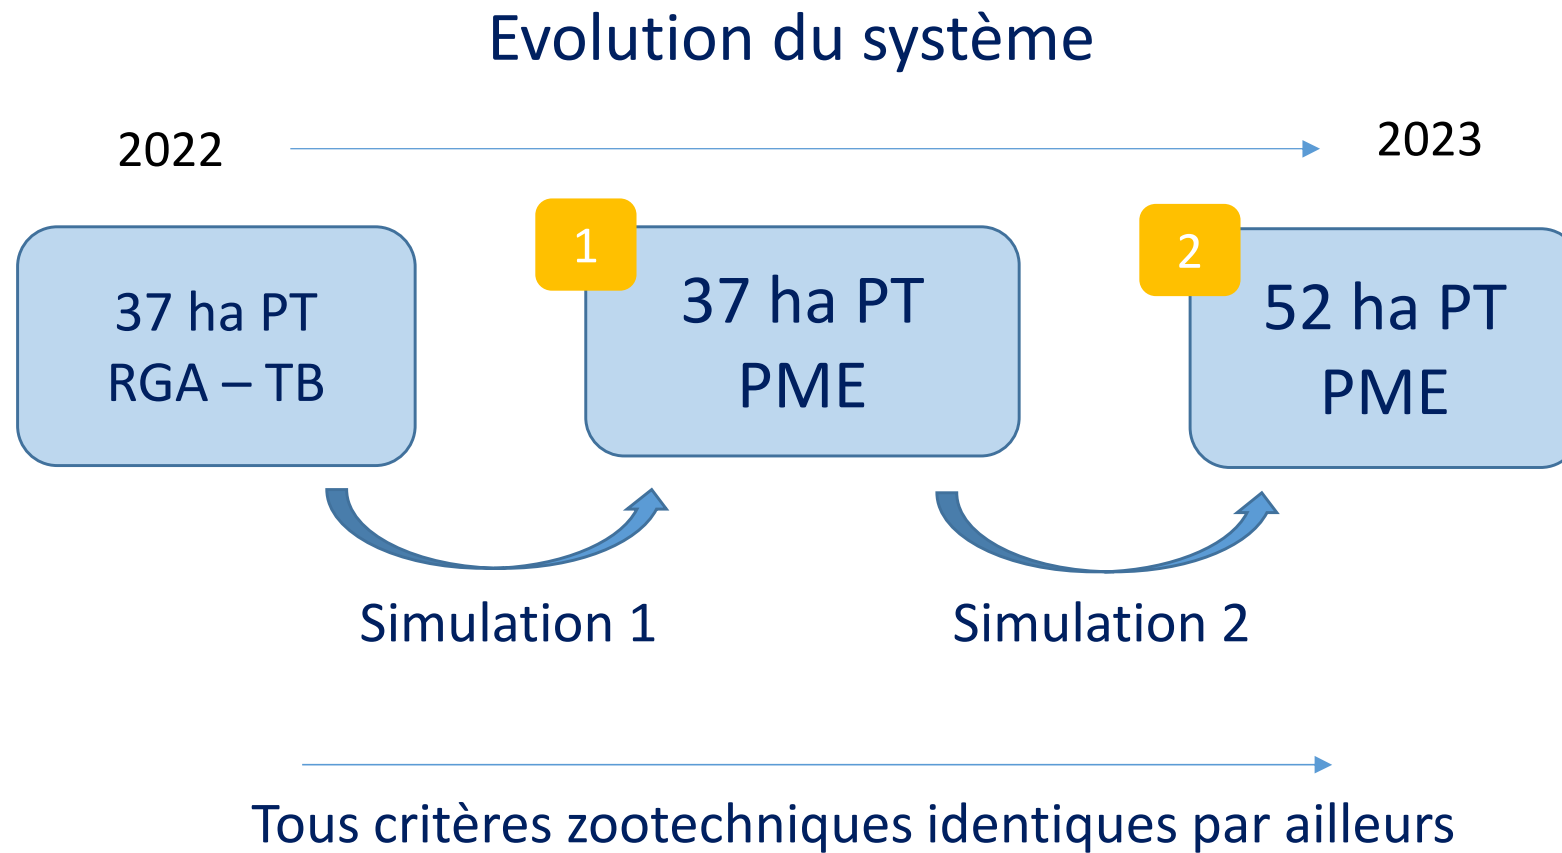 Evolution du système
2022
2023
37 ha PT
RGA – TB
1
37 ha PT
PME
2
52 ha PT
PME
Simulation 1
Simulation 2
Tous critères zootechniques identiques par ailleurs